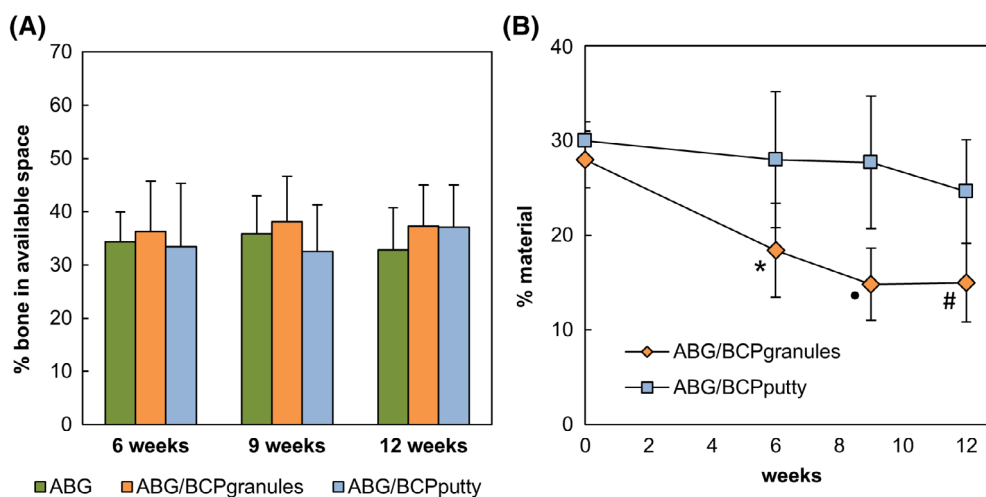 (A)
% bone in available space
70
60
50
40
30
20
10
0
6 weeks 9 weeks 12 weeks
ABG ABG/BCPgranules ABG/BCPputty
(B)
% material
40
30
20
10
0
* • #
ABG/BCPgranules
ABG/BCPputty
0 2 4 6 8 10 12
weeks